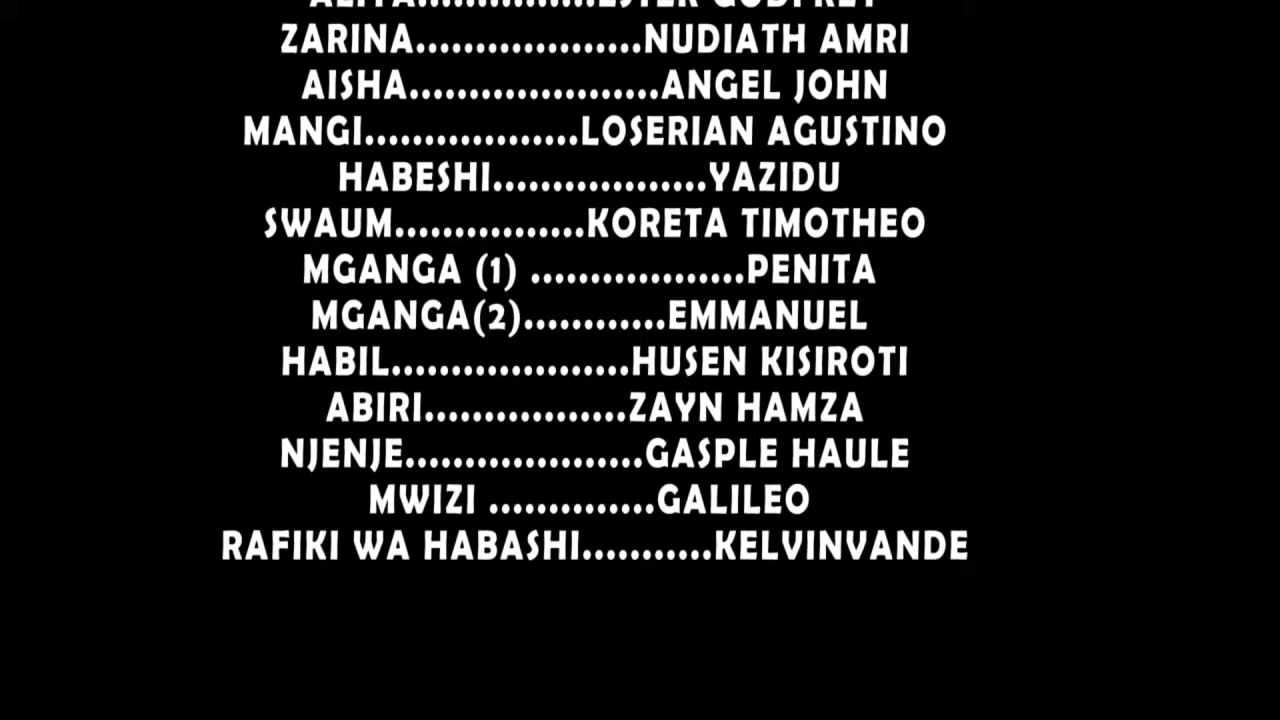 ZARINA...................NUDIATH AMRI
AISHA.....................ANGEL JOHN
MANGI..................LOSERIAN AGUSTINO
HABESHI..................YAZIDU
SWAUM................KORETA TIMOTHEO
MGANGA (1) ..................PENITA
MGANGA(2)............EMMANUEL
HABIL....................HUSEN KISIROTI
ABIRI.................ZAYN HAMZA
NJENJE....................GASPLE HAULE
MWIZI ..............GALILEO
RAFIKI WA HABASHI...........KELVINVANDE